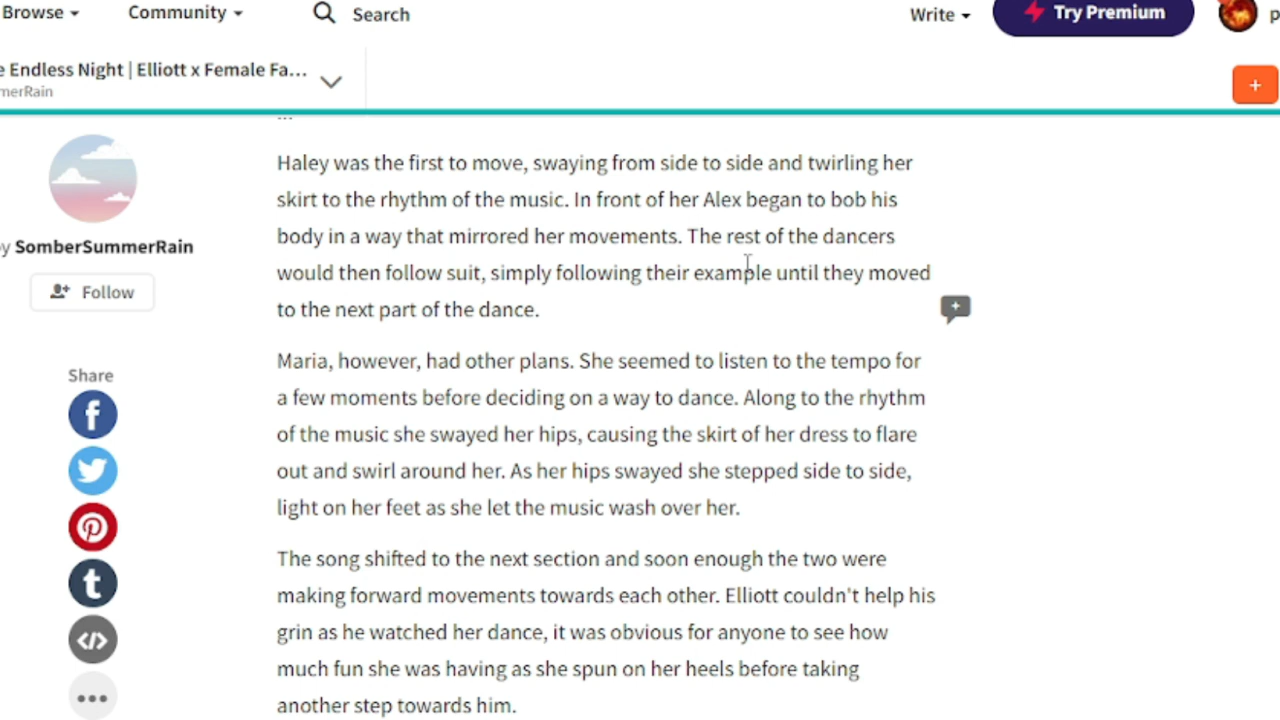 Browse Community Search Write Try Premium p
e Endless Night | Elliott x Female Fa...
merRain
+
...
Haley was the first to move, swaying from side to side and twirling her
skirt to the rhythm of the music. In front of her Alex began to bob his
body in a way that mirrored her movements. The rest of the dancers
would then follow suit, simply following their example until they moved
to the next part of the dance.
by SomberSummerRain
Follow
Maria, however, had other plans. She seemed to listen to the tempo for
a few moments before deciding on a way to dance. Along to the rhythm
of the music she swayed her hips, causing the skirt of her dress to flare
out and swirl around her. As her hips swayed she stepped side to side,
light on her feet as she let the music wash over her.
Share
The song shifted to the next section and soon enough the two were
making forward movements towards each other. Elliott couldn't help his
grin as he watched her dance, it was obvious for anyone to see how
much fun she was having as she spun on her heels before taking
another step towards him.